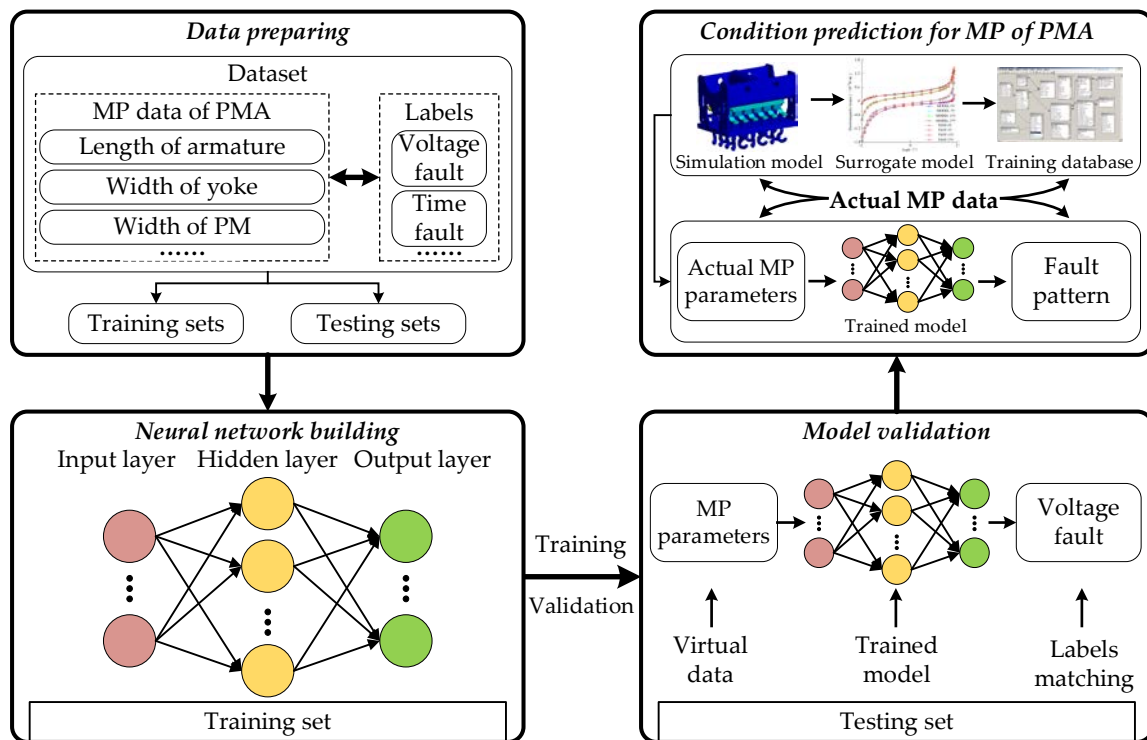 Data preparing
Dataset
MP data of PMA
Length of armature
Width of yoke
Width of PM
......
Labels
Voltage
fault
Time
fault
......
Training sets
Testing sets
Neural network building
Input layer
Hidden layer
Output layer
Training set
Training
Validation
Condition prediction for MP of PMA
Simulation model
Surrogate model
Training database
Actual MP data
Actual MP
parameters
Trained model
Fault
pattern
Model validation
MP
parameters
Voltage
fault
Virtual
data
Trained
model
Labels
matching
Testing set